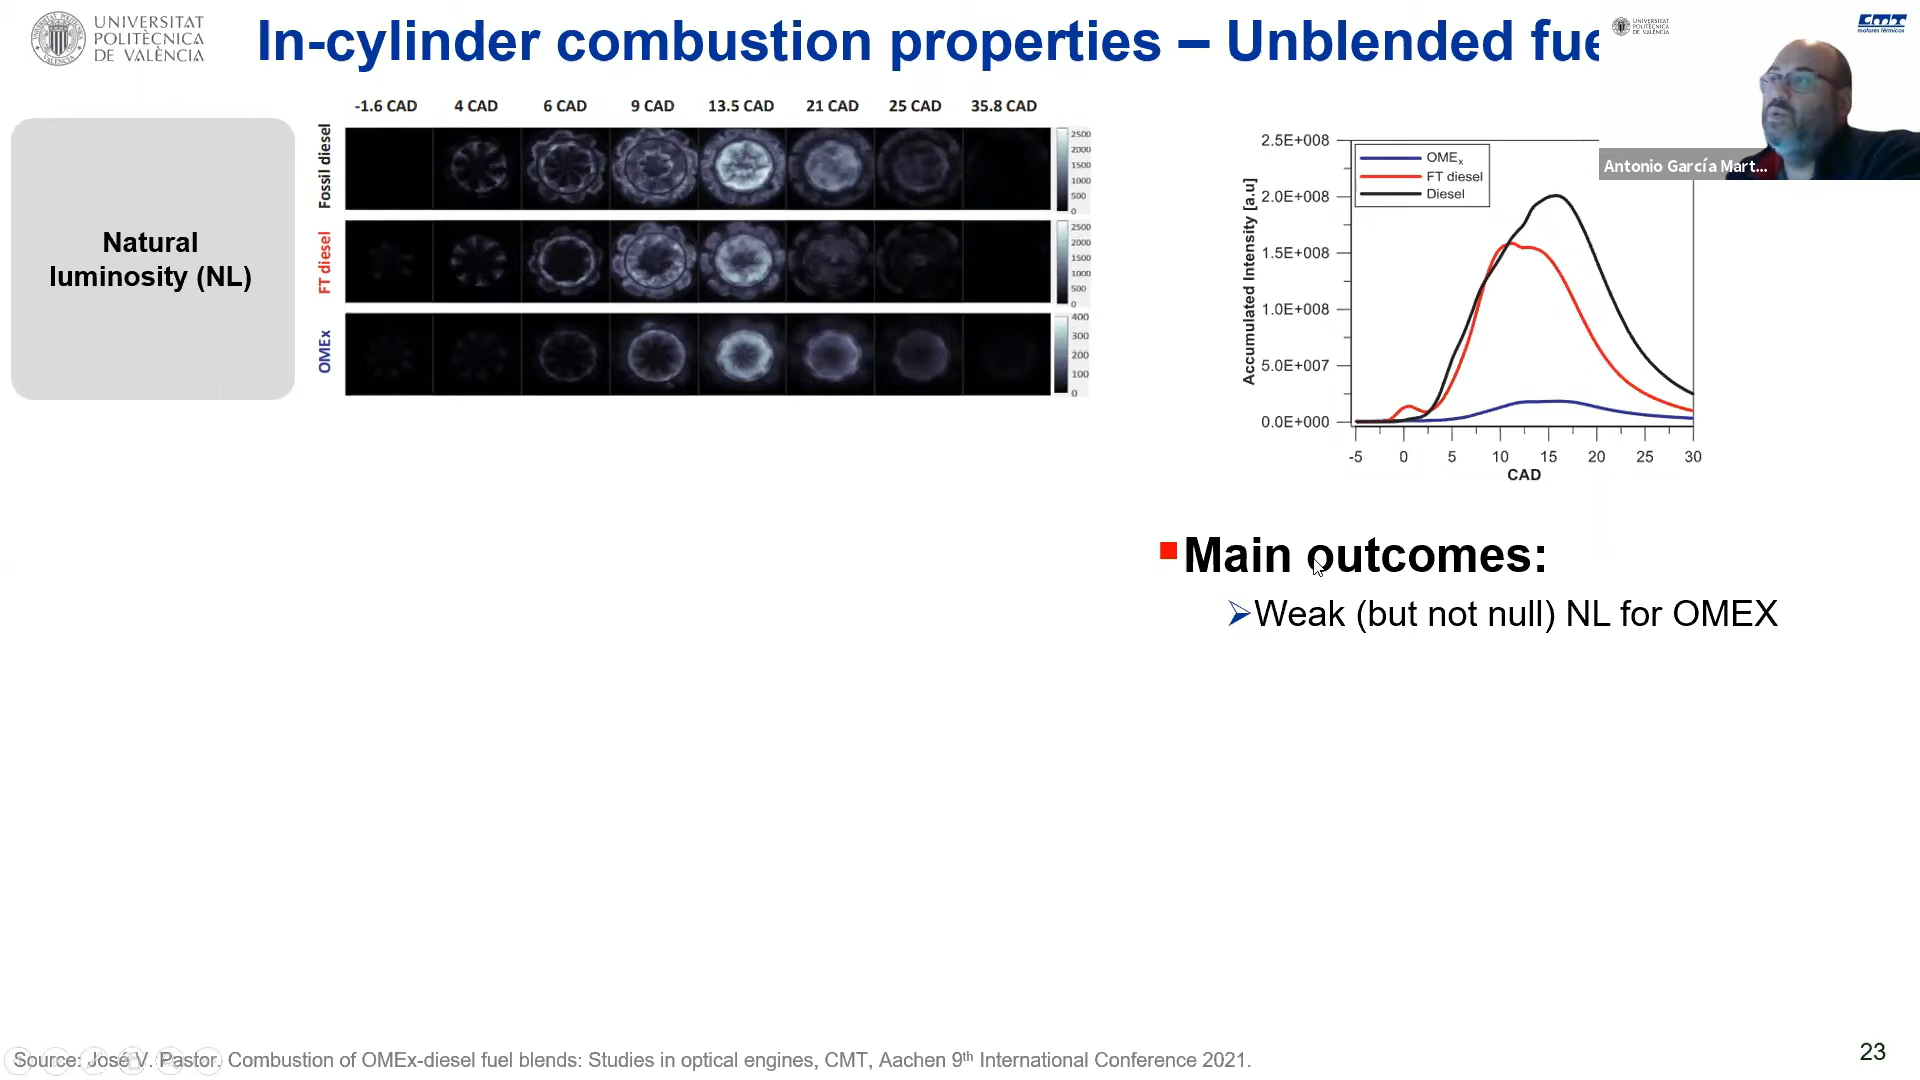 UNIVERSITAT
POLITÈCNICA
DE VALÈNCIA
In-cylinder combustion properties – Unblended fue
UNIVERSITAT
POLITÈCNICA
DE VALÈNCIA
CMT
motores térmicos
Antonio García Mart...
Natural
luminosity (NL)
-1.6 CAD 4 CAD 6 CAD 9 CAD 13.5 CAD 21 CAD 25 CAD 35.8 CAD
Fossil diesel
2500
2000
1500
1000
500
0
FT diesel
2500
2000
1500
1000
500
0
OMEx
400
300
200
100
0
Accumulated Intensity [a.u]
2.5E+008
2.0E+008
1.5E+008
1.0E+008
5.0E+007
0.0E+000
OMEx
FT diesel
Diesel
-5 0 5 10 15 20 25 30
CAD
Main outcomes:
Weak (but not null) NL for OMEX
Source: José V. Pastor. Combustion of OMEx-diesel fuel blends: Studies in optical engines, CMT, Aachen 9th International Conference 2021.
23